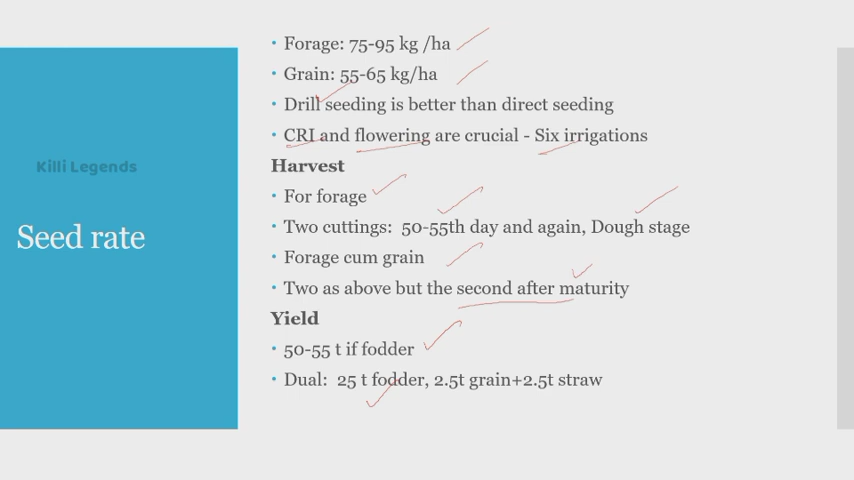 Killi Legends
Seed rate
• Forage: 75-95 kg /ha
• Grain: 55-65 kg/ha
• Drill seeding is better than direct seeding
• CRI and flowering are crucial - Six irrigations
Harvest
• For forage
• Two cuttings:  50-55th day and again, Dough stage
• Forage cum grain
• Two as above but the second after maturity
Yield
• 50-55 t if fodder
• Dual:  25 t fodder, 2.5t grain+2.5t straw